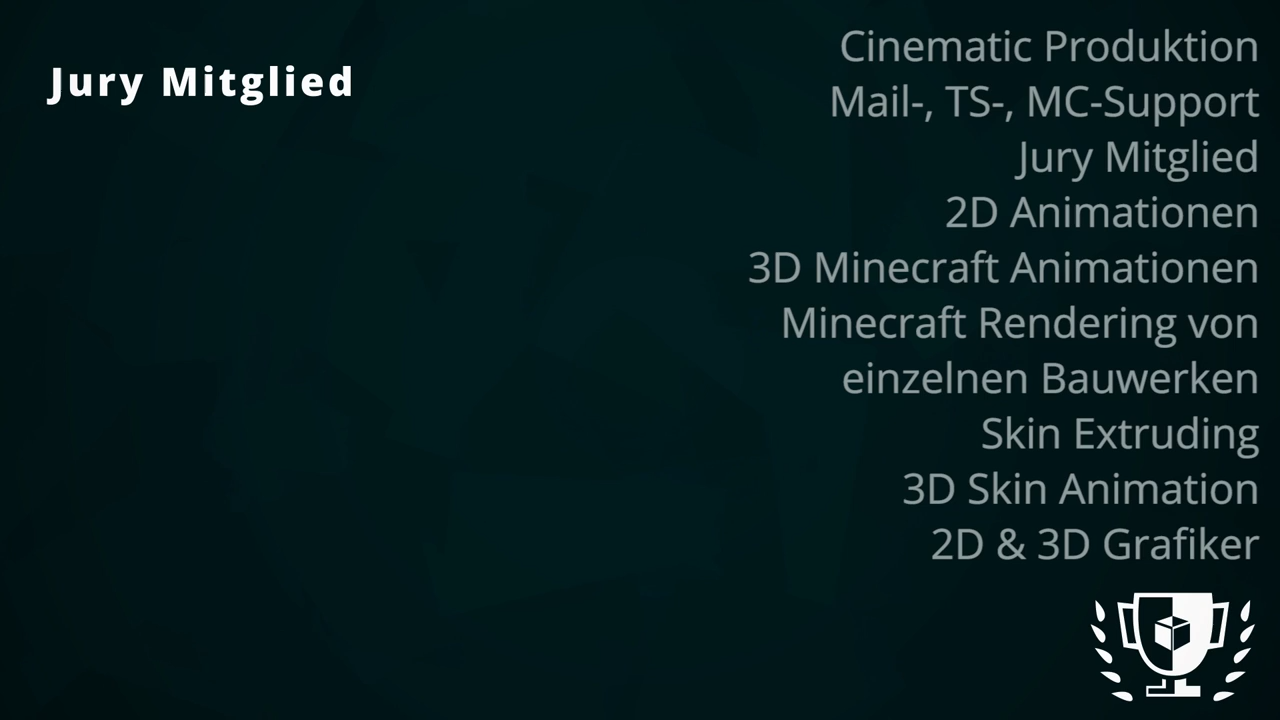 Jury Mitglied
Cinematic Produktion
Mail-, TS-, MC-Support
Jury Mitglied
2D Animationen
3D Minecraft Animationen
Minecraft Rendering von
einzelnen Bauwerken
Skin Extruding
3D Skin Animation
2D & 3D Grafiker